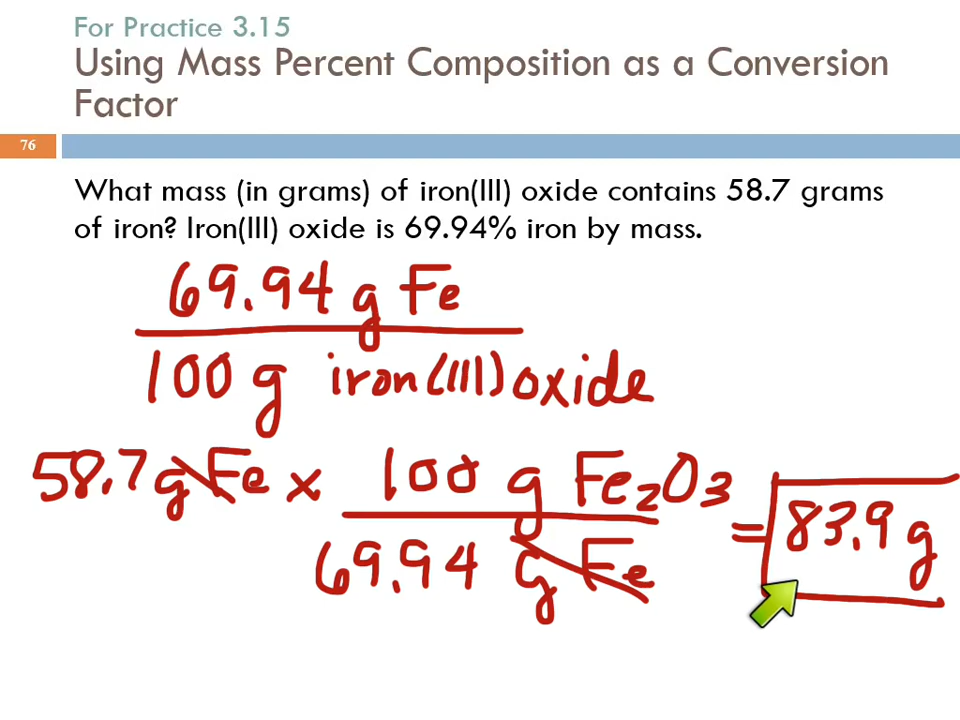 For Practice 3.15
Using Mass Percent Composition as a Conversion
Factor
76
What mass (in grams) of iron(III) oxide contains 58.7 grams
of iron? Iron(III) oxide is 69.94% iron by mass.
69.94 g Fe
100 g iron(III) oxide
58.7 g Fe x 100 g Fe2O3
= 83.9 g
69.94 g Fe